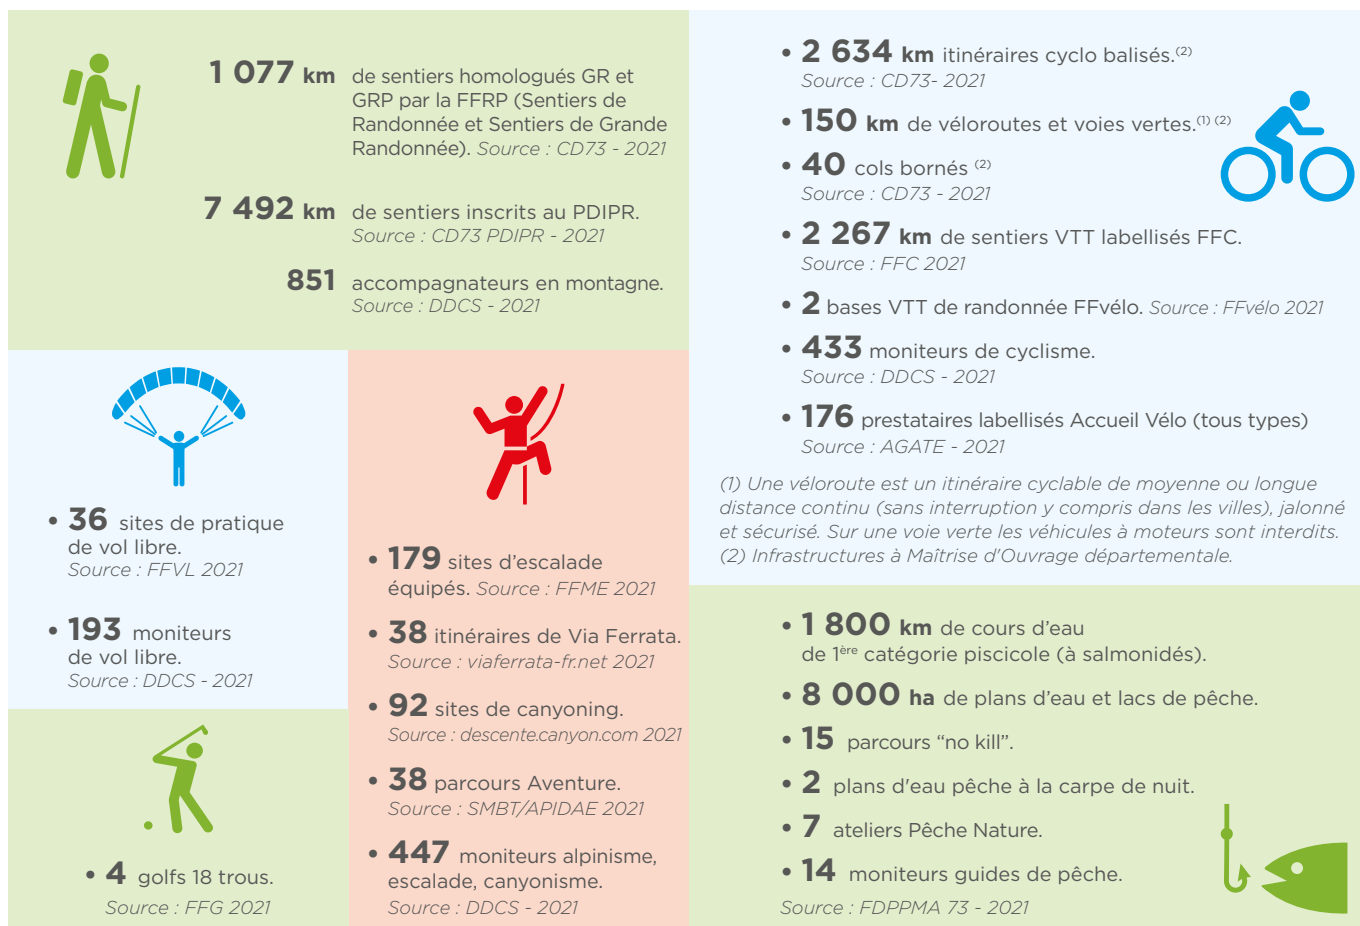 1 077 km de sentiers homologués GR et
GRP par la FFRP (Sentiers de
Randonnée et Sentiers de Grande
Randonnée). Source : CD73 - 2021
7 492 km de sentiers inscrits au PDIPR.
Source : CD73 PDIPR - 2021
851 accompagnateurs en montagne.
Source : DDCS - 2021
• 2 634 km itinéraires cyclo balisés.(2)
Source : CD73- 2021
• 150 km de véloroutes et voies vertes.(1) (2)
• 40 cols bornés (2)
Source : CD73 - 2021
• 2 267 km de sentiers VTT labellisés FFC.
Source : FFC 2021
• 2 bases VTT de randonnée FFvélo. Source : FFvélo 2021
• 433 moniteurs de cyclisme.
Source : DDCS - 2021
• 176 prestataires labellisés Accueil Vélo (tous types)
Source : AGATE - 2021
(1) Une véloroute est un itinéraire cyclable de moyenne ou longue
distance continu (sans interruption y compris dans les villes), jalonné
et sécurisé. Sur une voie verte les véhicules à moteurs sont interdits.
(2) Infrastructures à Maîtrise d'Ouvrage départementale.
• 36 sites de pratique
de vol libre.
Source : FFVL 2021
• 193 moniteurs
de vol libre.
Source : DDCS - 2021
• 4 golfs 18 trous.
Source : FFG 2021
• 179 sites d’escalade
équipés. Source : FFME 2021
• 38 itinéraires de Via Ferrata.
Source : viaferrata-fr.net 2021
• 92 sites de canyoning.
Source : descente.canyon.com 2021
• 38 parcours Aventure.
Source : SMBT/APIDAE 2021
• 447 moniteurs alpinisme,
escalade, canyonisme.
Source : DDCS - 2021
• 1 800 km de cours d’eau
de 1ère catégorie piscicole (à salmonidés).
• 8 000 ha de plans d’eau et lacs de pêche.
• 15 parcours “no kill”.
• 2 plans d'eau pêche à la carpe de nuit.
• 7 ateliers Pêche Nature.
• 14 moniteurs guides de pêche.
Source : FDPPMA 73 - 2021